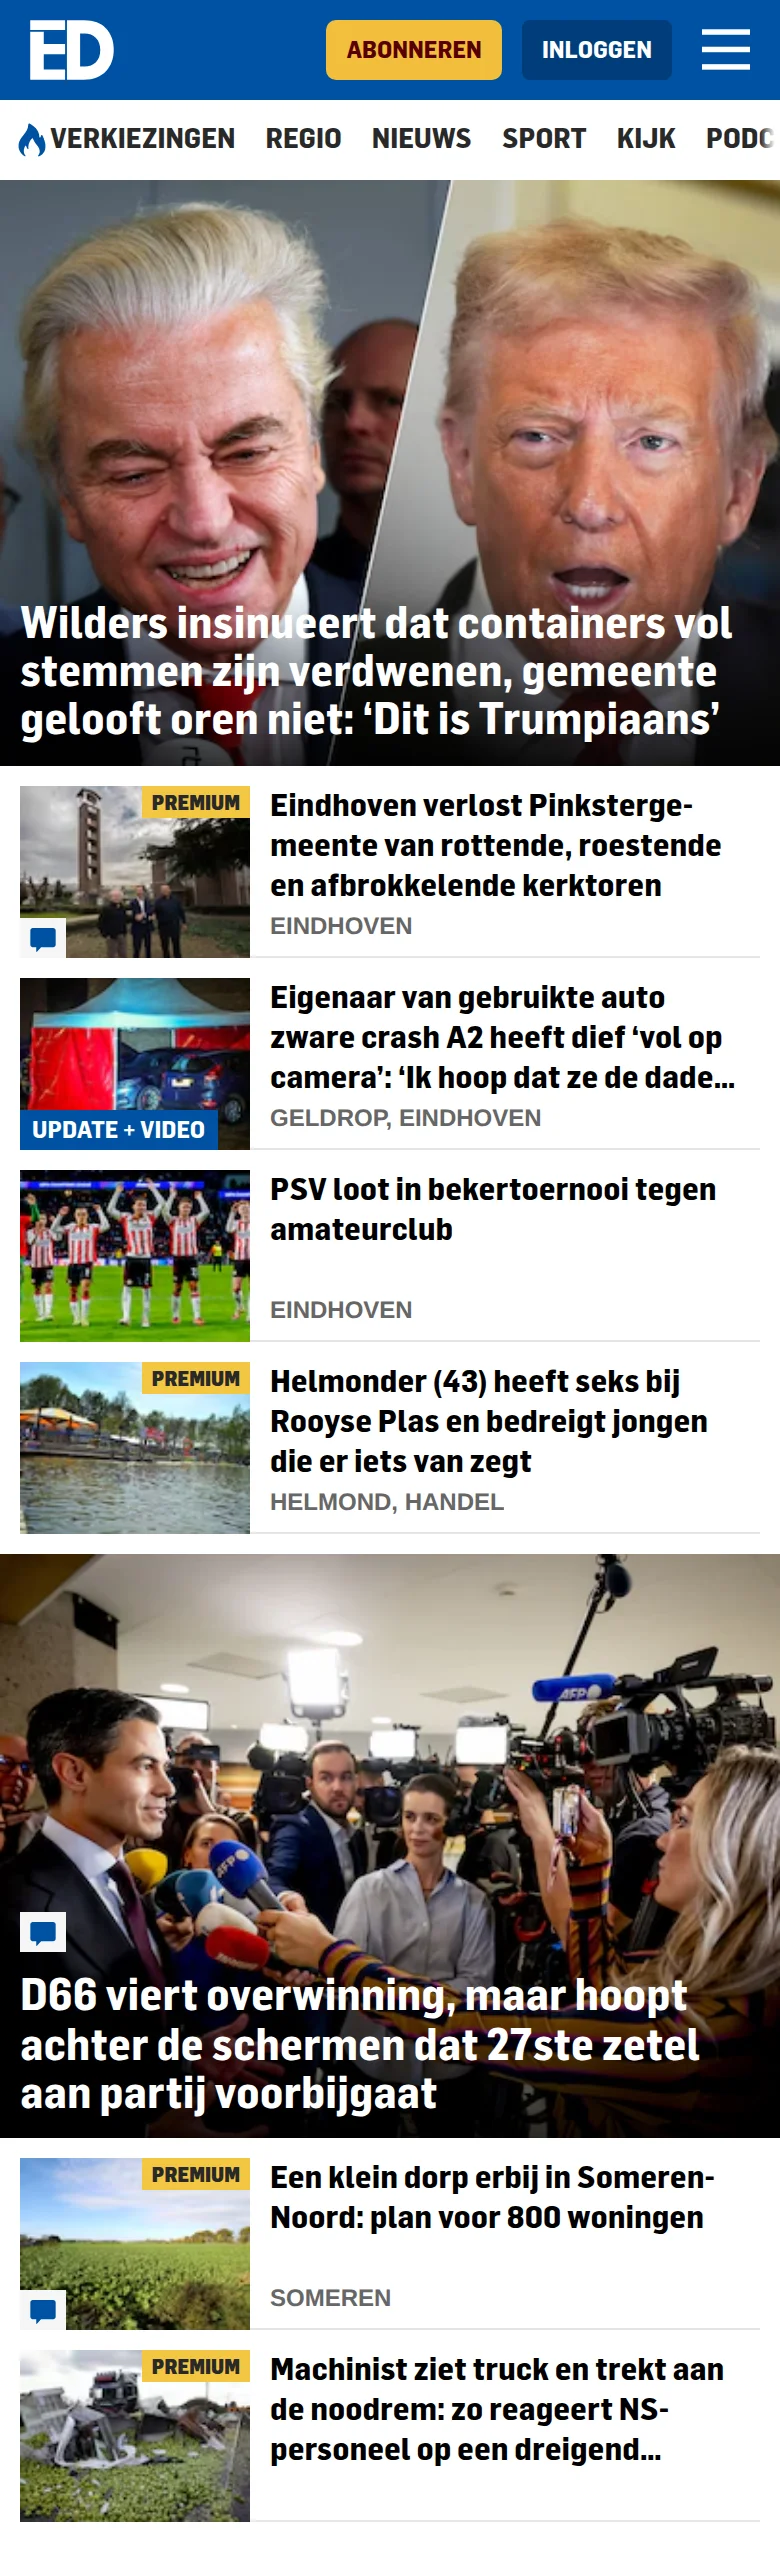 ED
ABONNEREN
INLOGGEN
VERKIEZINGEN REGIO NIEUWS SPORT KIJK PODC
Wilders insinueert dat containers vol
stemmen zijn verdwenen, gemeente
gelooft oren niet: ‘Dit is Trumpiaans’
PREMIUM
Eindhoven verlost Pinksterge-
meente van rottende, roestende
en afbrokkelende kerktoren
EINDHOVEN
Eigenaar van gebruikte auto
zware crash A2 heeft dief ‘vol op
camera’: ‘Ik hoop dat ze de dade...
UPDATE + VIDEO
GELDROP, EINDHOVEN
PSV loot in bekertoernooi tegen
amateurclub
EINDHOVEN
PREMIUM
Helmonder (43) heeft seks bij
Rooyse Plas en bedreigt jongen
die er iets van zegt
HELMOND, HANDEL
AFP
AFP
D66 viert overwinning, maar hoopt
achter de schermen dat 27ste zetel
aan partij voorbijgaat
PREMIUM
Een klein dorp erbij in Someren-
Noord: plan voor 800 woningen
SOMEREN
PREMIUM
Machinist ziet truck en trekt aan
de noodrem: zo reageert NS-
personeel op een dreigend...